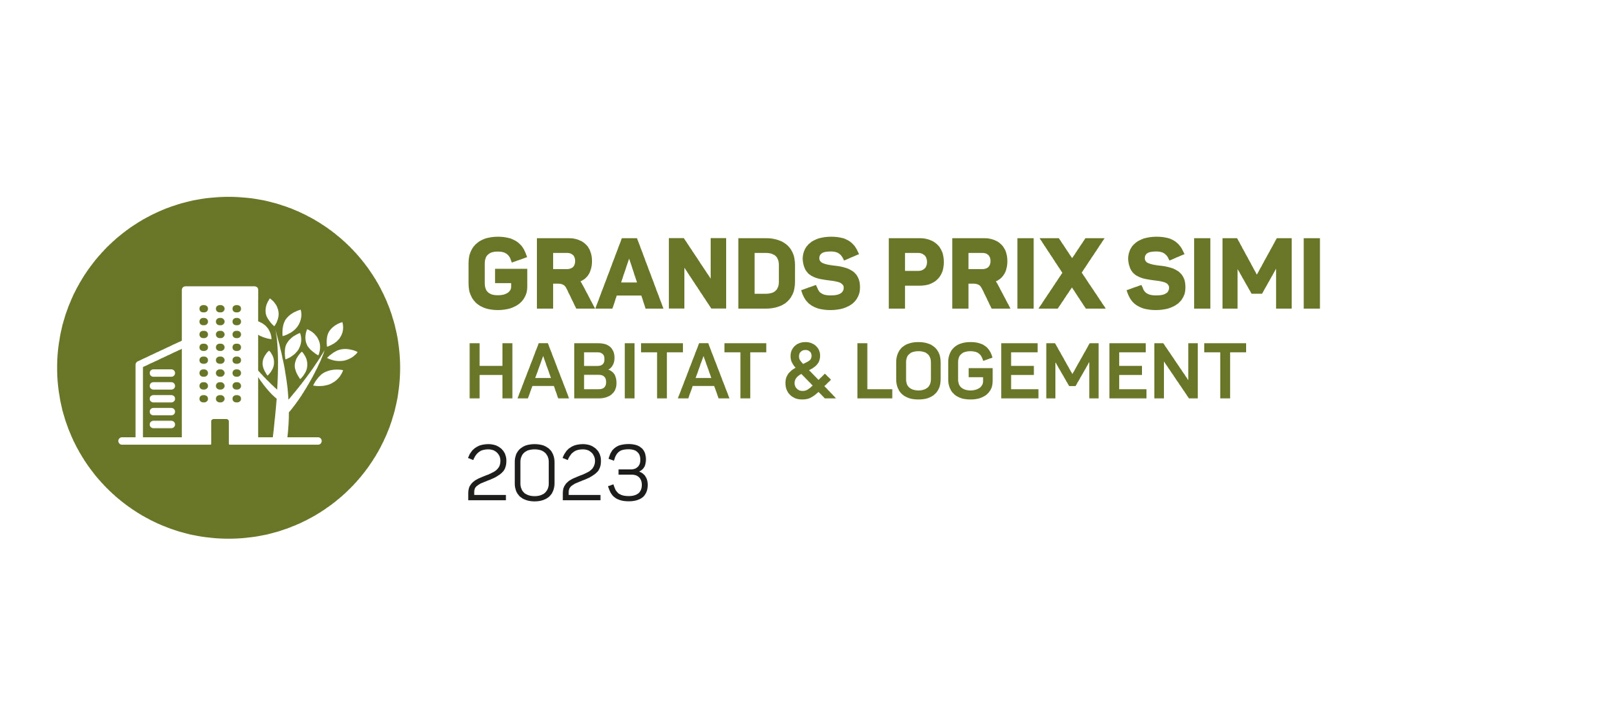 GRANDS PRIX SIMI
HABITAT & LOGEMENT
2023